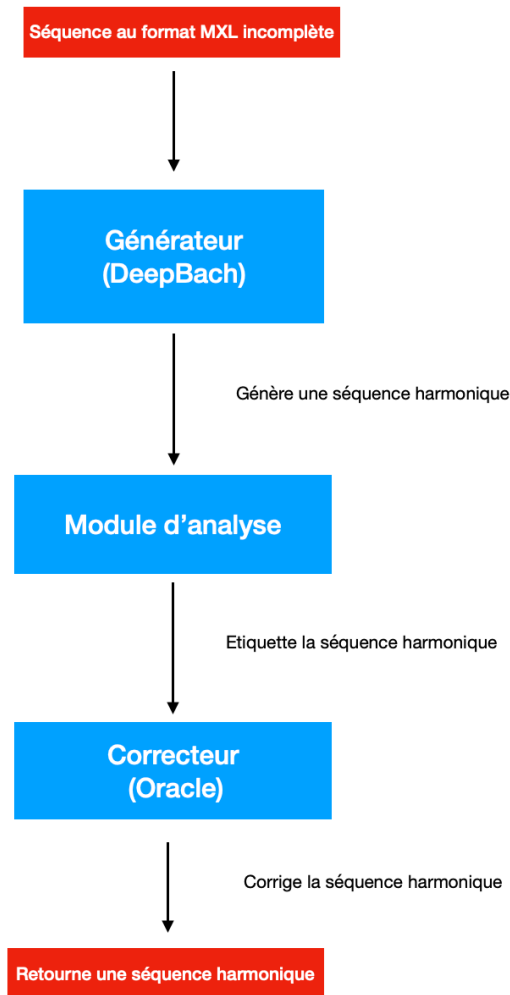 Séquence au format MXL incomplète
Générateur
(DeepBach)
Génère une séquence harmonique
Module d'analyse
Etiquette la séquence harmonique
Correcteur
(Oracle)
Corrige la séquence harmonique
Retourne une séquence harmonique